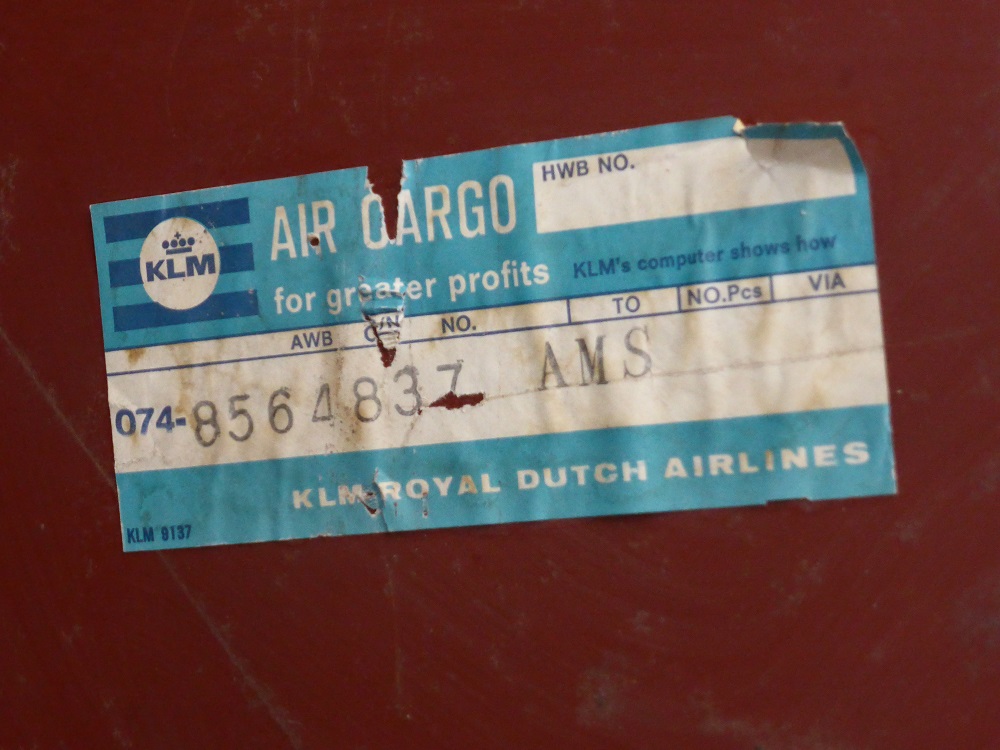 KLM
AIR CARGO
HWB NO.
for greater profits
KLM's computer shows how
AWB C/N NO.
TO
NO.Pcs
VIA
074-
AMS
KLM-ROYAL DUTCH AIRLINES
KLM 9137